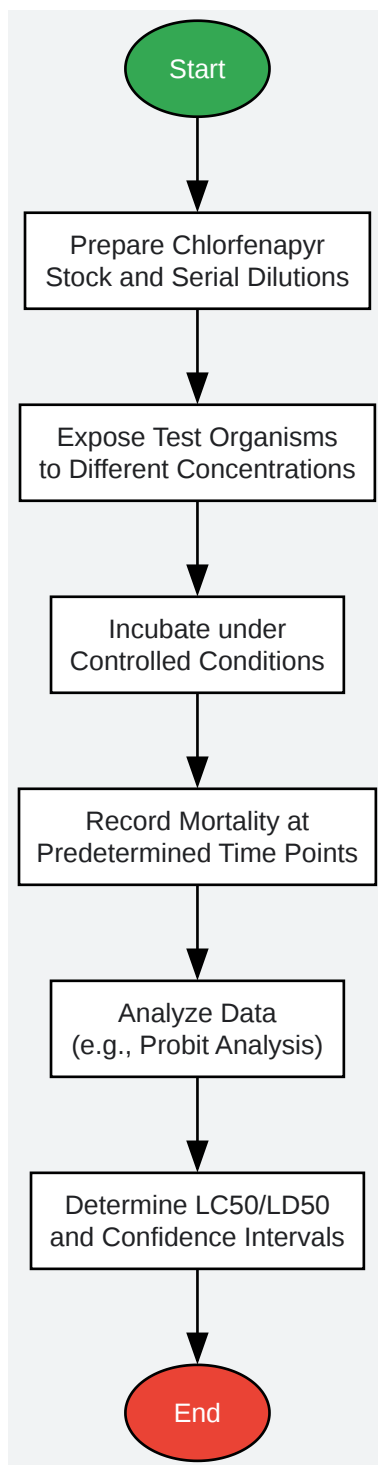 Start
Prepare Chlorfenapyr
Stock and Serial Dilutions
Expose Test Organisms
to Different Concentrations
Incubate under
Controlled Conditions
Record Mortality at
Predetermined Time Points
Analyze Data
(e.g., Probit Analysis)
Determine LC50/LD50
and Confidence Intervals
End